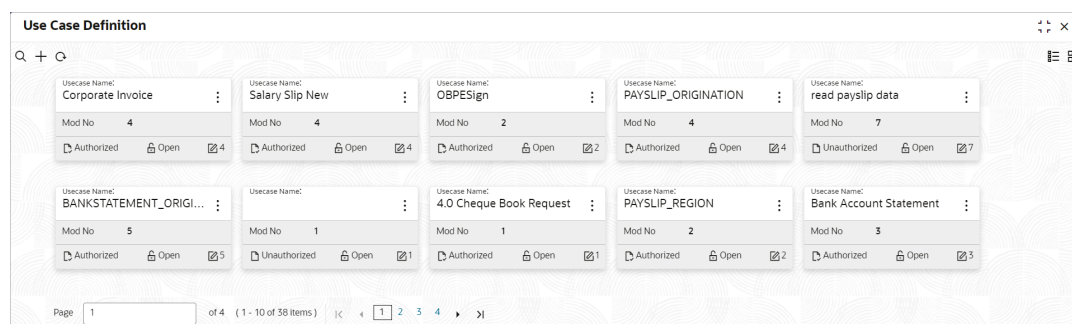 Use Case Definition
Usecase Name: Usecase Name: Usecase Name: Usecase Name: Usecase Name:
Corporate Invoice Salary Slip New OBPESign PAYSLIP_ORIGINATION read payslip data
Mod No 4 Mod No 4 Mod No 2 Mod No 4 Mod No 7
Authorized Open 4 Authorized Open 4 Authorized Open 2 Authorized Open 4 Unauthorized Open 7
Usecase Name: Usecase Name: Usecase Name: Usecase Name: Usecase Name:
BANKSTATEMENT_ORIGI... 4.0 Cheque Book Request PAYSLIP_REGION Bank Account Statement
Mod No 5 Mod No 1 Mod No 1 Mod No 2 Mod No 3
Authorized Open 5 Unauthorized Open 1 Authorized Open 1 Authorized Open 2 Authorized Open 3
Page 1 of 4 (1 - 10 of 38 items) 1 2 3 4